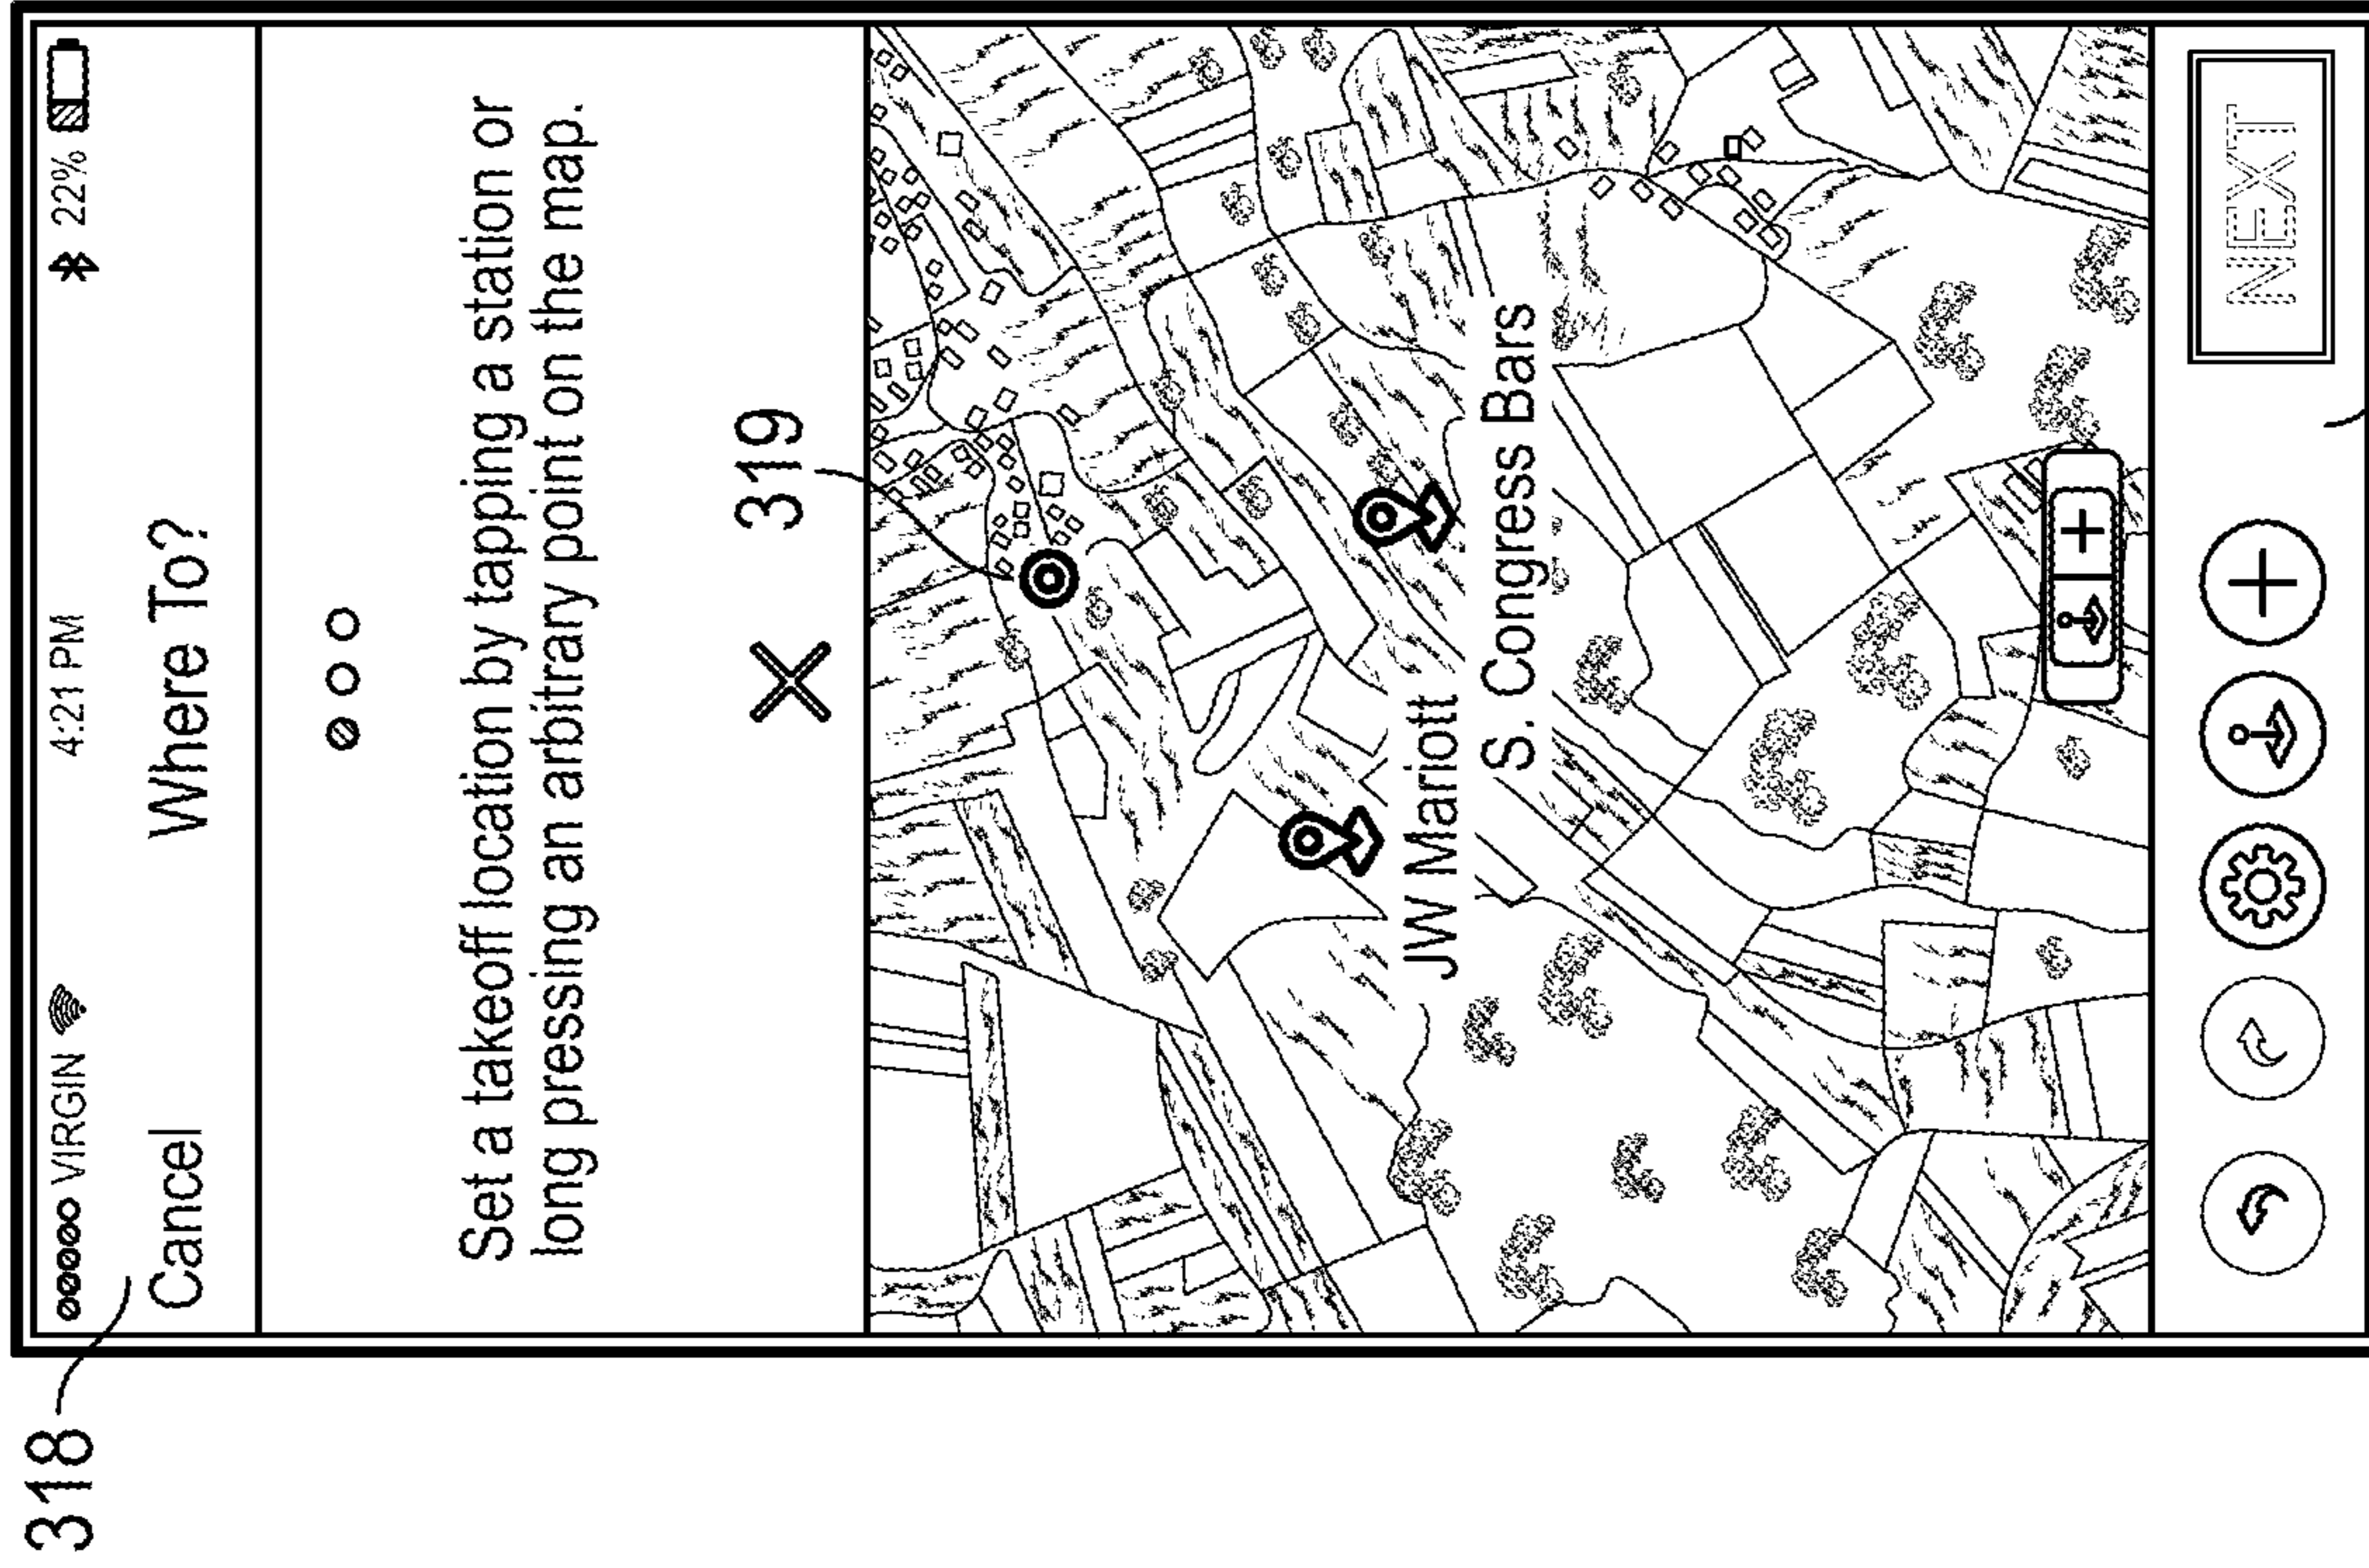 318
VIRGIN 4:21 PM 22%
Cancel Where To?
Set a takeoff location by tapping a station or
long pressing an arbitrary point on the map.
319
JW Mariott
S. Congress Bars
NEXT